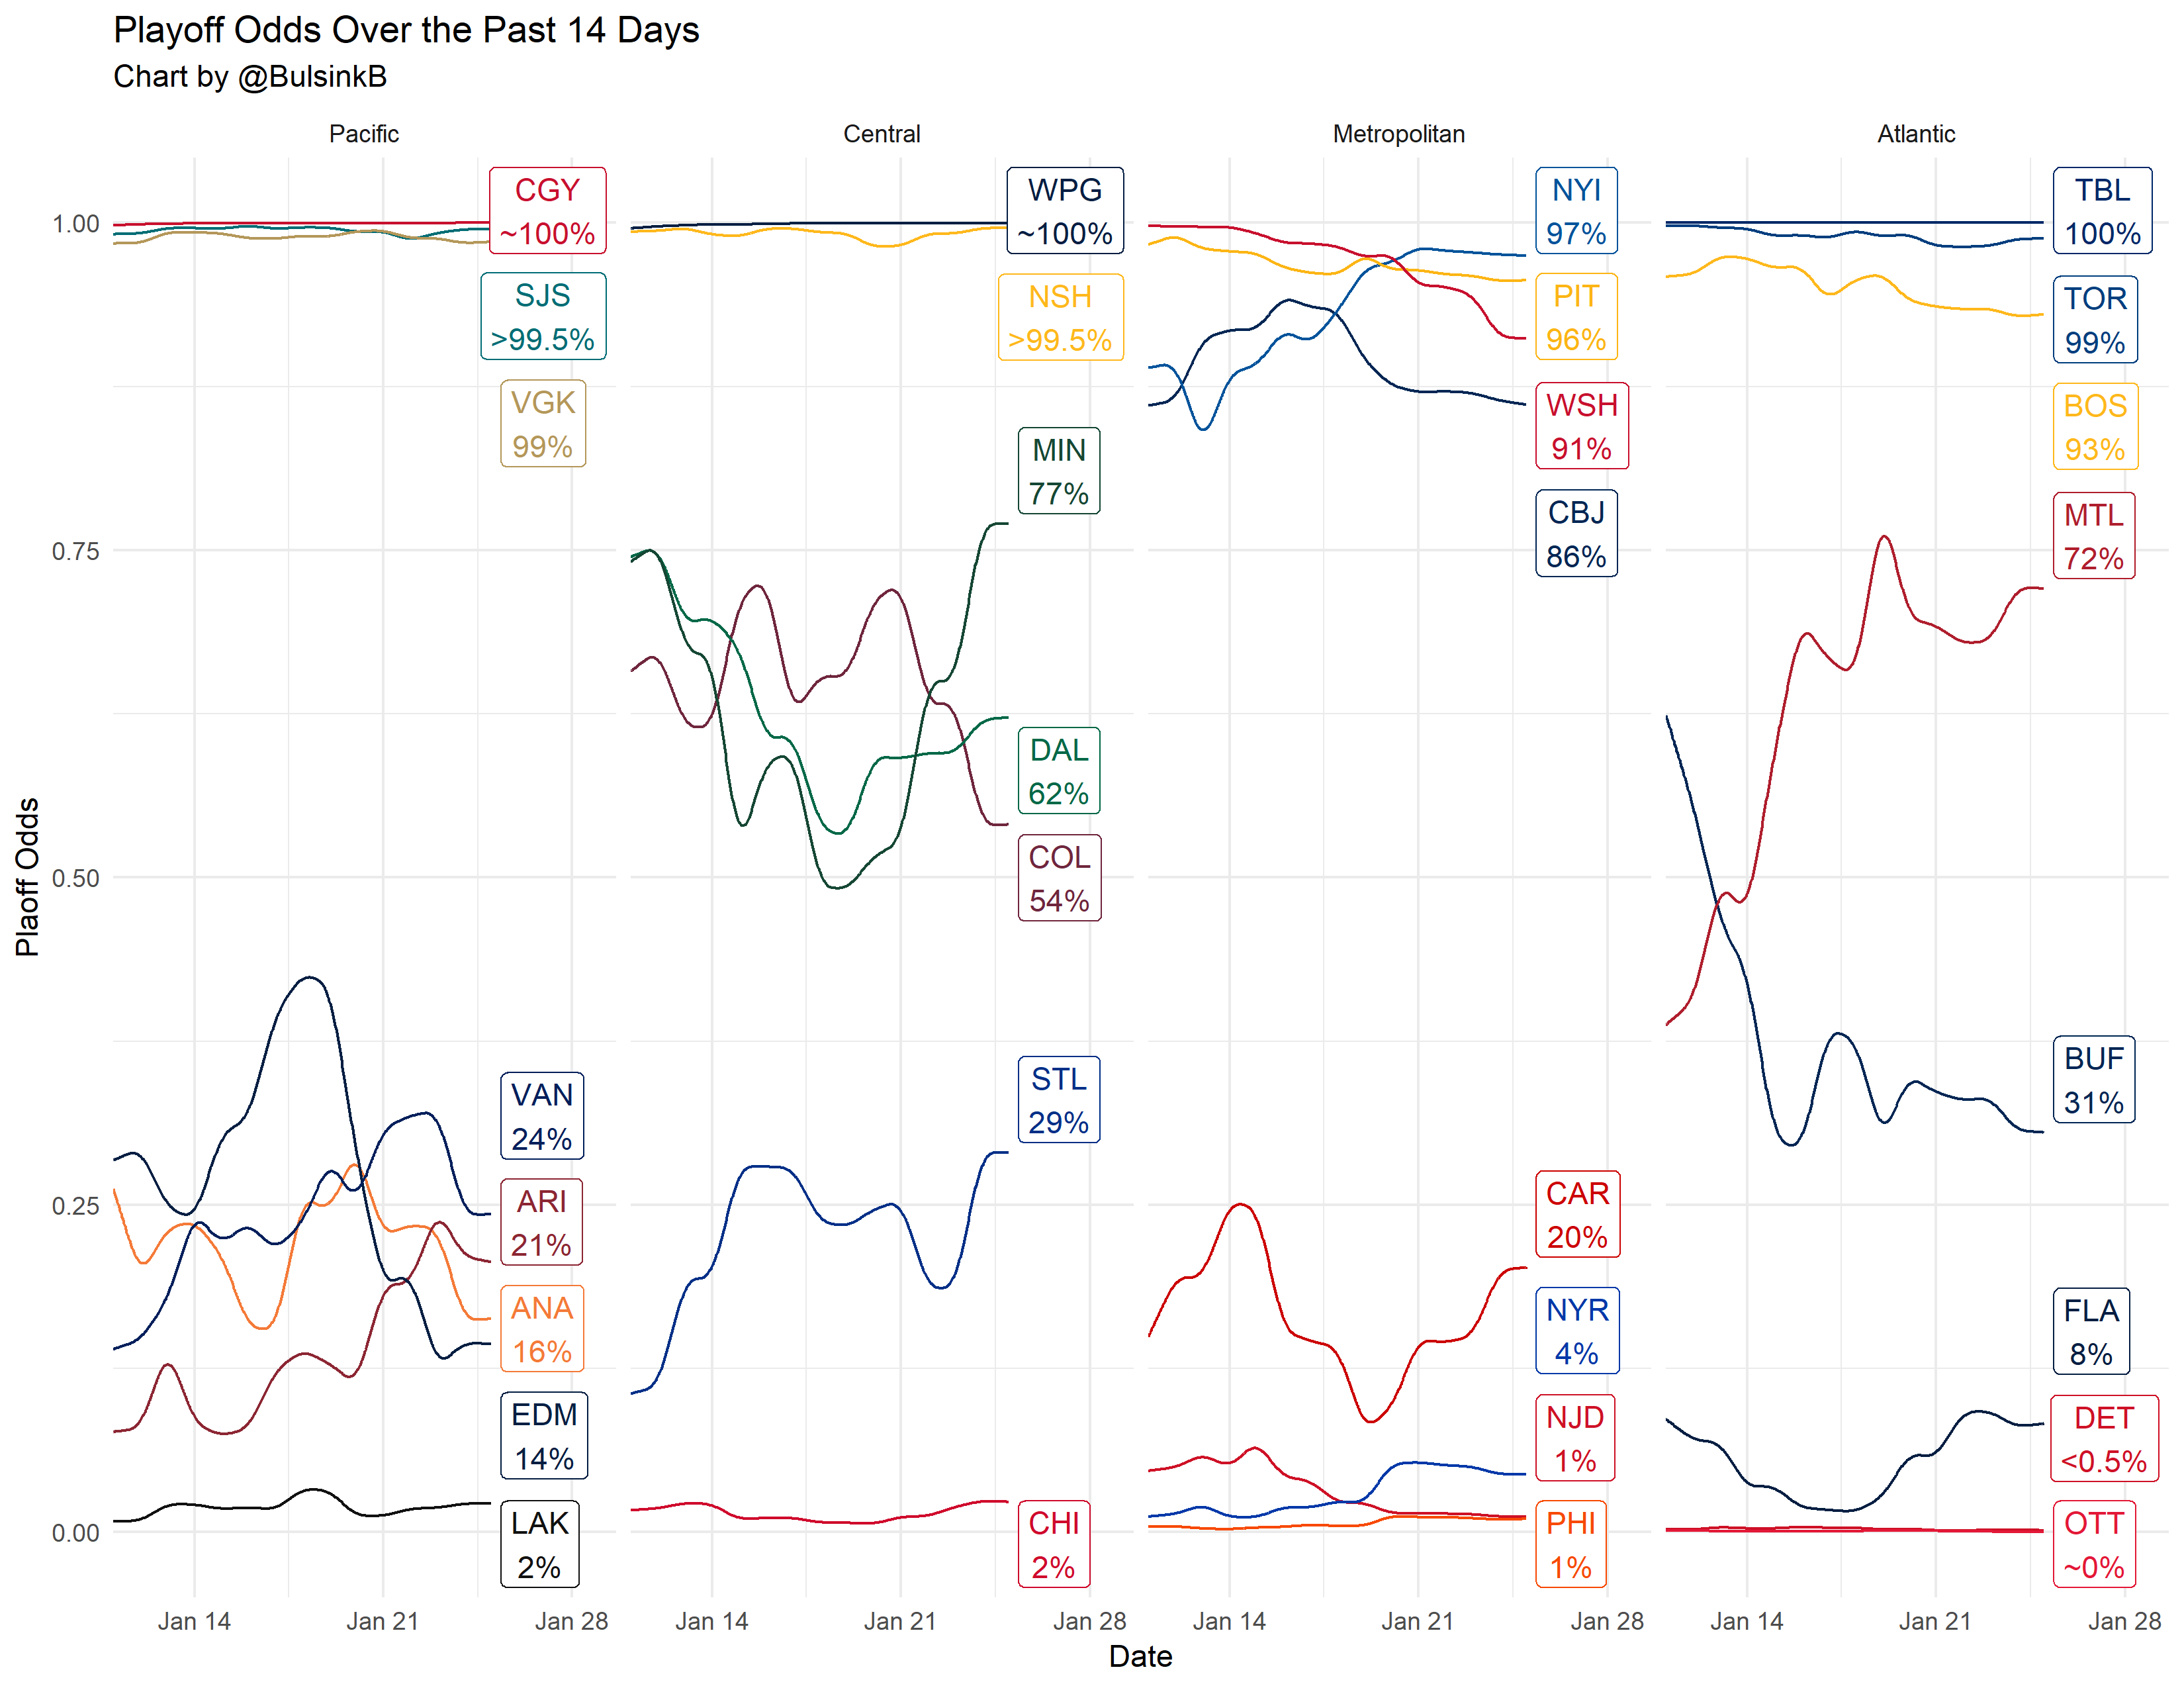 Playoff Odds Over the Past 14 Days
Chart by @BulsinkB
Pacific
Central
Metropolitan
Atlantic
Plaoff Odds
1.00
0.75
0.50
0.25
0.00
CGY
~100%
SJS
>99.5%
VGK
99%
VAN
24%
ARI
21%
ANA
16%
EDM
14%
LAK
2%
WPG
~100%
NSH
>99.5%
MIN
77%
DAL
62%
COL
54%
STL
29%
CHI
2%
NYI
97%
PIT
96%
WSH
91%
CBJ
86%
CAR
20%
NYR
4%
NJD
1%
PHI
1%
TBL
100%
TOR
99%
BOS
93%
MTL
72%
BUF
31%
FLA
8%
DET
<0.5%
OTT
~0%
Jan 14 Jan 21 Jan 28 Jan 14 Jan 21 Jan 28 Jan 14 Jan 21 Jan 28 Jan 14 Jan 21 Jan 28
Date